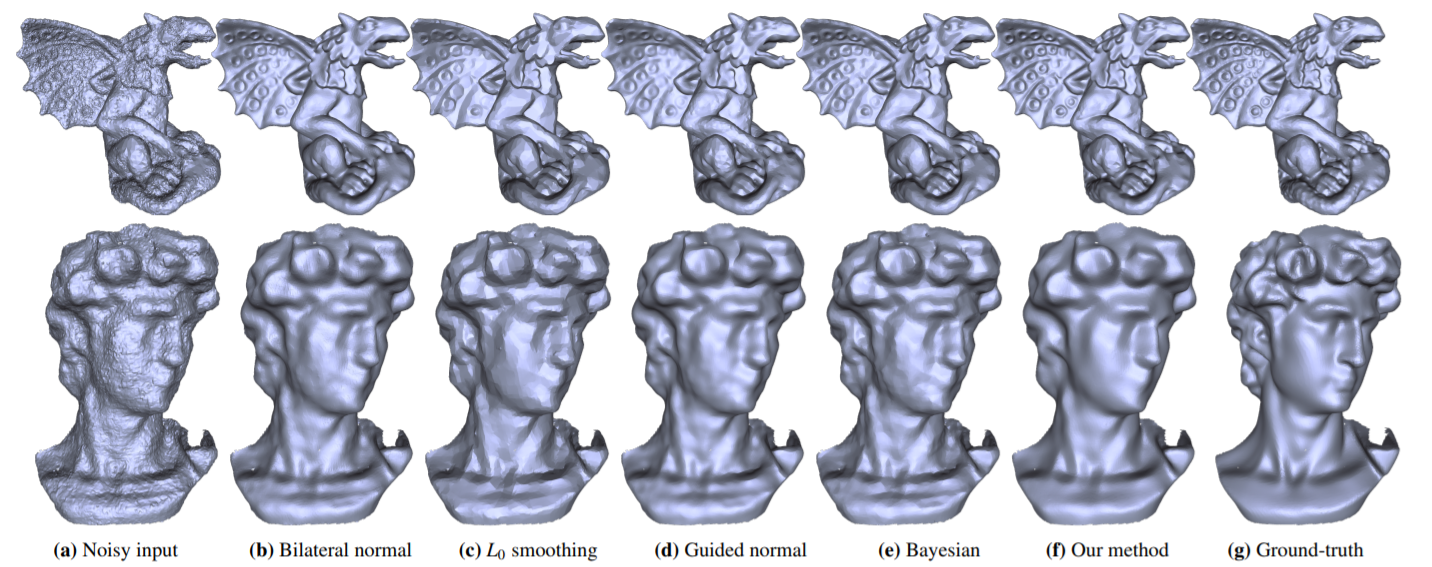 (a) Noisy input (b) Bilateral normal (c) L₀ smoothing (d) Guided normal (e) Bayesian (f) Our method (g) Ground-truth